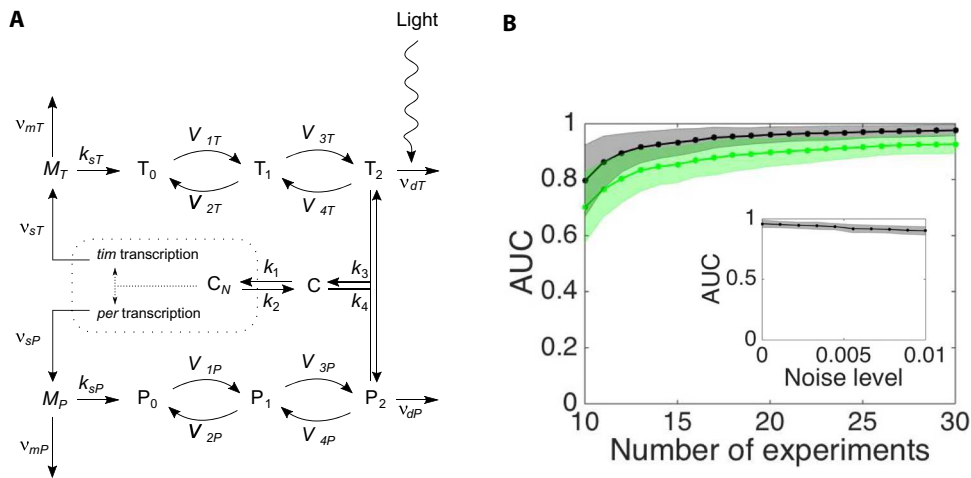 A
Light
ν_mT
V_1T
V_3T
k_sT
M_T
T_0
T_1
T_2
V_2T
V_4T
ν_dT
ν_sT
tim transcription
k_1
k_3
C_N
C
k_2
k_4
per transcription
ν_sP
V_1P
V_3P
k_sP
M_P
P_0
P_1
P_2
V_2P
V_4P
ν_dP
ν_mP
B
1
0.8
0.6
0.4
0.2
0
AUC
10
15
20
25
30
Number of experiments
1
0.5
0
AUC
0
0.005
0.01
Noise level